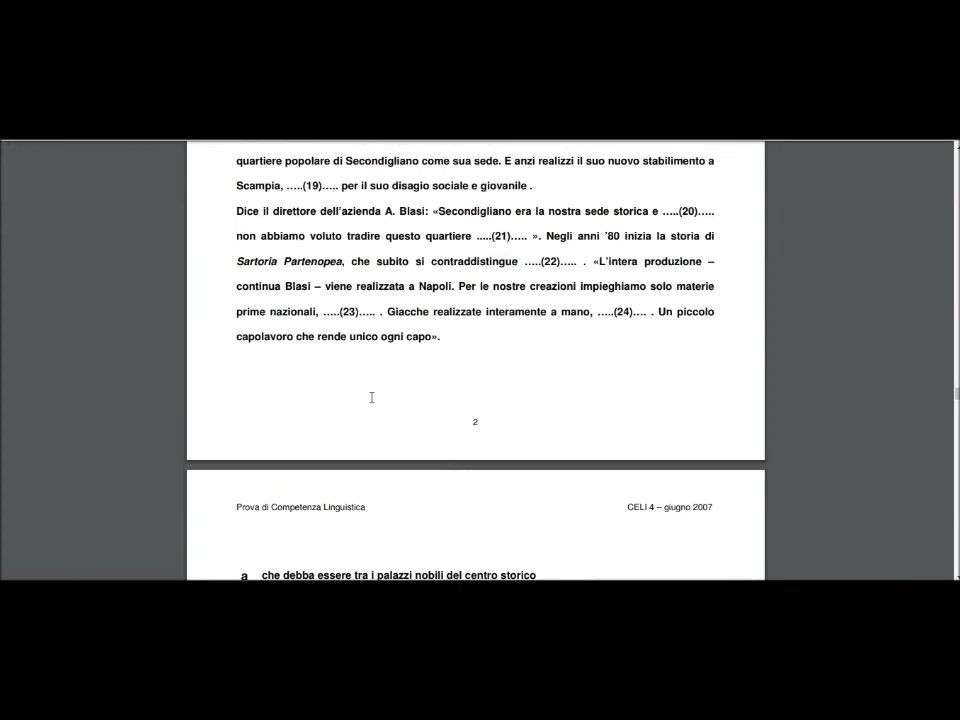 quartiere popolare di Secondigliano come sua sede. E anzi realizzi il suo nuovo stabilimento a
Scampia, …..(19)….. per il suo disagio sociale e giovanile .
Dice il direttore dell'azienda A. Blasi: «Secondigliano era la nostra sede storica e …..(20)…..
non abbiamo voluto tradire questo quartiere .....(21)….. ». Negli anni '80 inizia la storia di
Sartoria Partenopea, che subito si contraddistingue …..(22)….. . «L'intera produzione –
continua Blasi – viene realizzata a Napoli. Per le nostre creazioni impieghiamo solo materie
prime nazionali, …..(23)….. . Giacche realizzate interamente a mano, …..(24)…. . Un piccolo
capolavoro che rende unico ogni capo».
2
Prova di Competenza Linguistica CELI 4 – giugno 2007
a che debba essere tra i palazzi nobili del centro storico